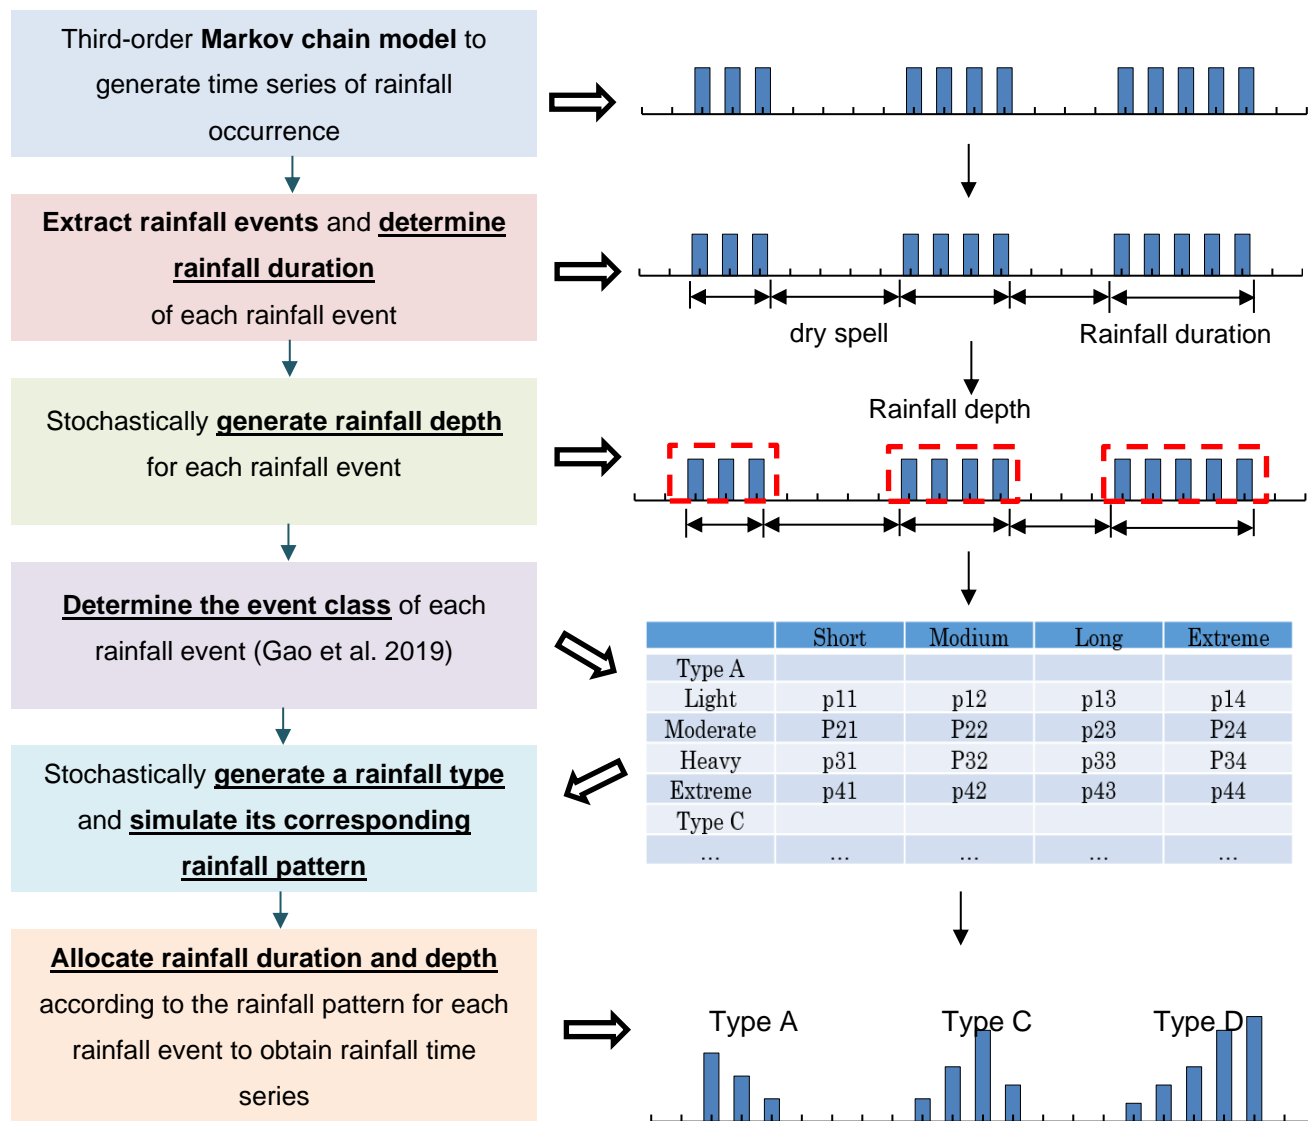 Third-order Markov chain model to
generate time series of rainfall
occurrence
Extract rainfall events and determine
rainfall duration
of each rainfall event
dry spell
Rainfall duration
Stochastically generate rainfall depth
for each rainfall event
Rainfall depth
Determine the event class of each
rainfall event (Gao et al. 2019)
Short Modium Long Extreme
Type A
Light p11 p12 p13 p14
Moderate P21 P22 p23 P24
Heavy p31 P32 p33 P34
Extreme p41 p42 p43 p44
Type C
... ... ... ... ...
Stochastically generate a rainfall type
and simulate its corresponding
rainfall pattern
Allocate rainfall duration and depth
according to the rainfall pattern for each
rainfall event to obtain rainfall time
series
Type A
Type C
Type D